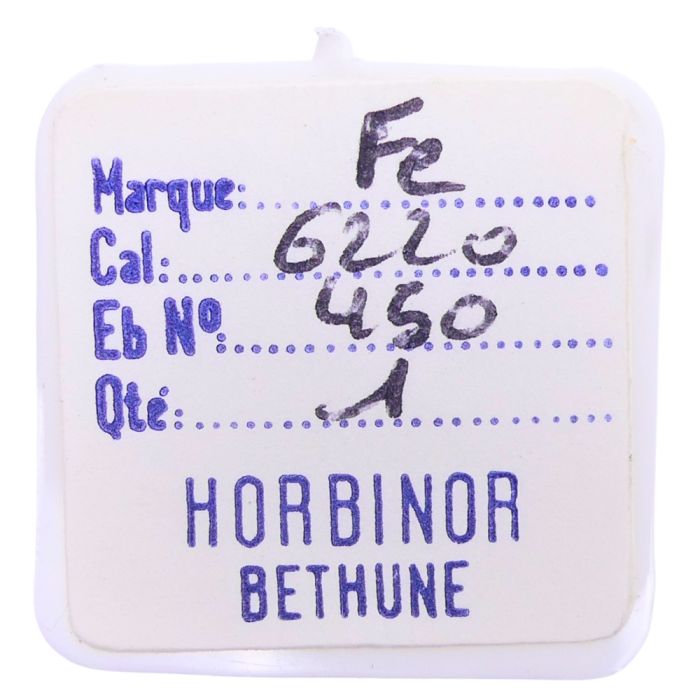 Marque: Fe
Cal: 6220
Eb Nº: 450
Qté: 1
HORBINOR
BETHUNE